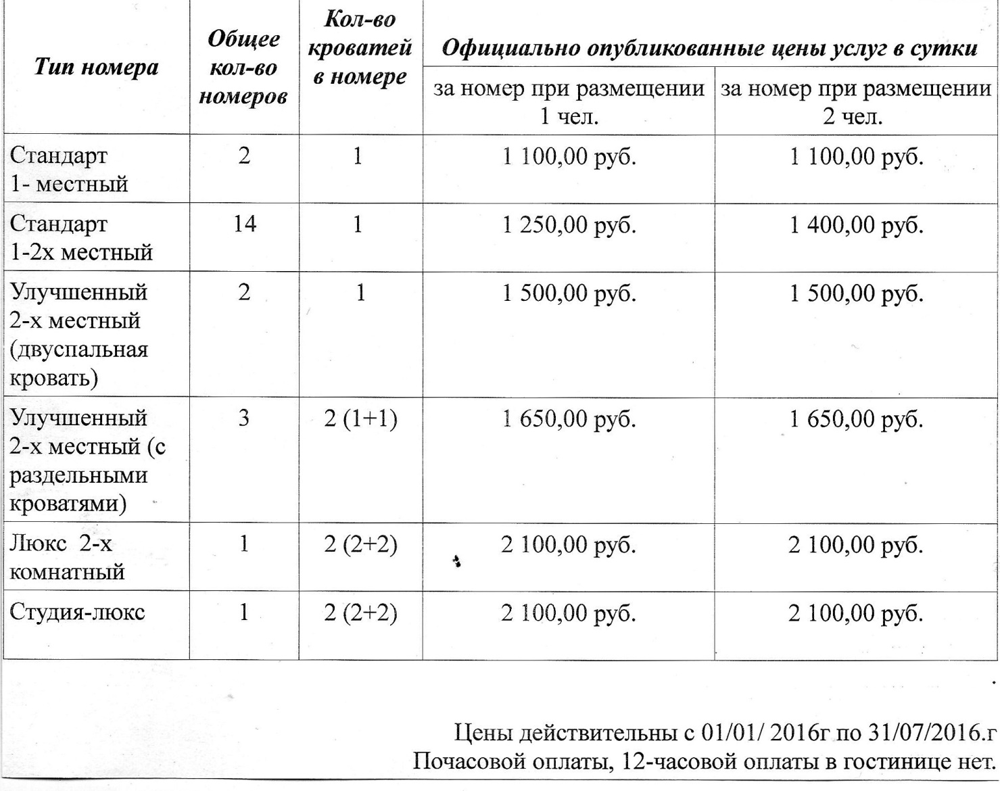 Тип номера
Общее
кол-во
номеров
Кол-во
кроватей
в номере
Официально опубликованные цены услуг в сутки
за номер при размещении
1 чел.
за номер при размещении
2 чел.
Стандарт
1- местный
2
1
1 100,00 руб.
1 100,00 руб.
Стандарт
1-2х местный
14
1
1 250,00 руб.
1 400,00 руб.
Улучшенный
2-х местный
(двуспальная
кровать)
2
1
1 500,00 руб.
1 500,00 руб.
Улучшенный
2-х местный (с
раздельными
кроватями)
3
2 (1+1)
1 650,00 руб.
1 650,00 руб.
Люкс 2-х
комнатный
1
2 (2+2)
2 100,00 руб.
2 100,00 руб.
Студия-люкс
1
2 (2+2)
2 100,00 руб.
2 100,00 руб.
Цены действительны с 01/01/ 2016г по 31/07/2016.г
Почасовой оплаты, 12-часовой оплаты в гостинице нет.